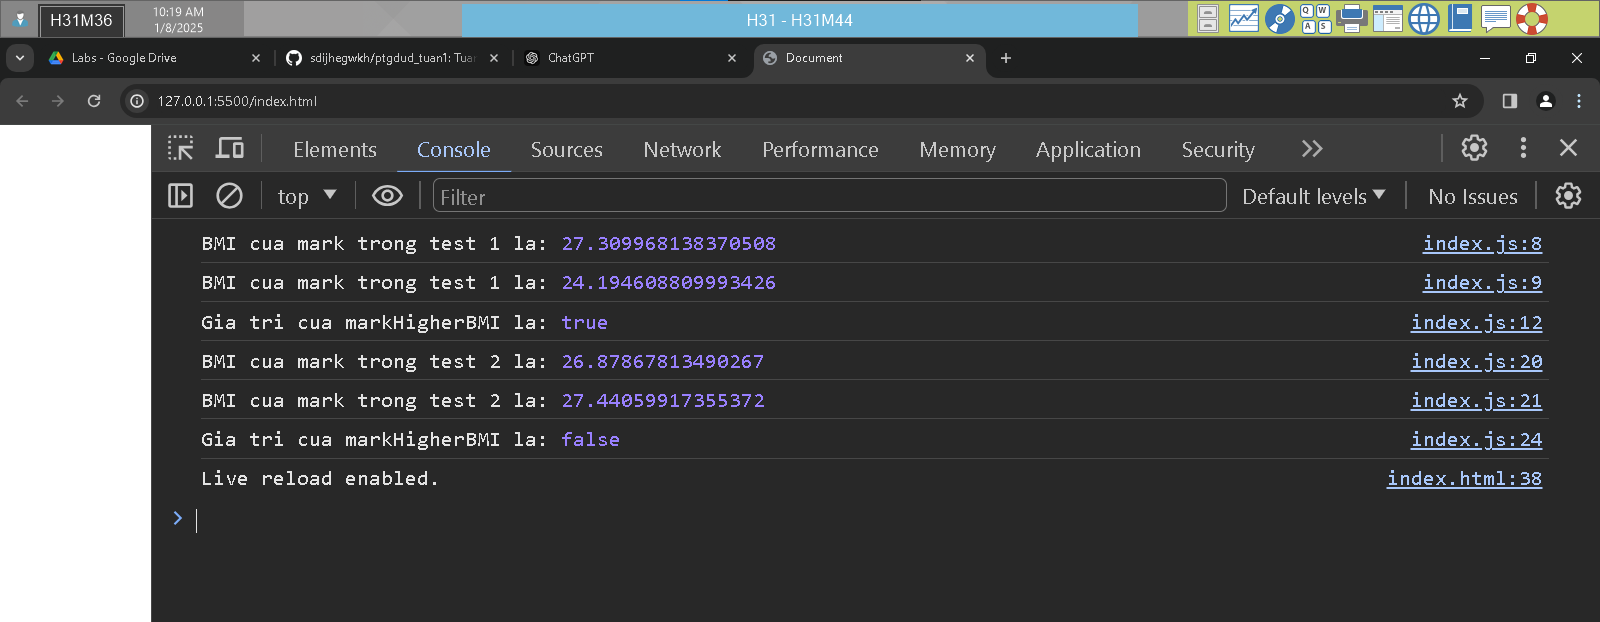 H31M36
10:19 AM
1/8/2025
H31 - H31M44
Q W
A S
Labs - Google Drive
sdijhegwkh/ptgdud_tuan1: Tuan
ChatGPT
Document
127.0.0.1:5500/index.html
Elements Console Sources Network Performance Memory Application Security
top Filter Default levels No Issues
BMI cua mark trong test 1 la: 27.309968138370508 index.js:8
BMI cua mark trong test 1 la: 24.194608809993426 index.js:9
Gia tri cua markHigherBMI la: true index.js:12
BMI cua mark trong test 2 la: 26.87867813490267 index.js:20
BMI cua mark trong test 2 la: 27.44059917355372 index.js:21
Gia tri cua markHigherBMI la: false index.js:24
Live reload enabled. index.html:38